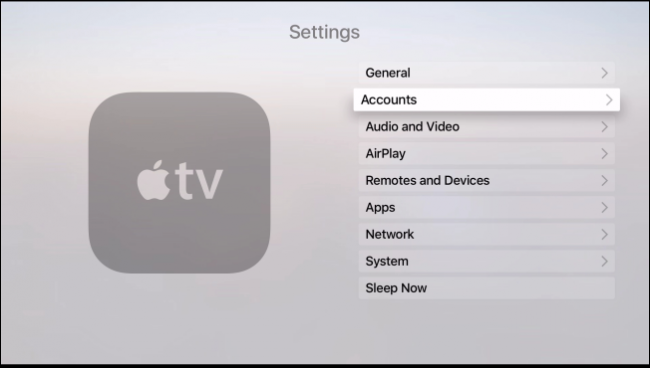 Settings
tv
General
Accounts
Audio and Video
AirPlay
Remotes and Devices
Apps
Network
System
Sleep Now